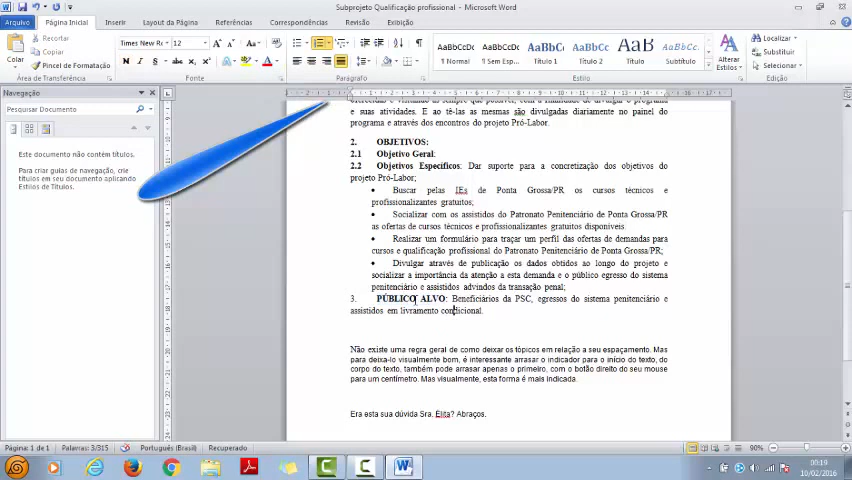 Subprojeto Qualificação profissional - Microsoft Word
Arquivo Página Inicial Inserir Layout da Página Referências Correspondências Revisão Exibição
Colar
Recortar
Copiar
Pincel de Formatação
Área de Transferência
Times New Ro 12
Fonte
Parágrafo
AaBbCcDc AaBbCcDc AaBbC AaBbCc AaB AaBbCc.
¶ Normal ¶ Sem Esp... Título 1 Título 2 Título Subtítulo
Alterar Estilos
Estilo
Localizar
Substituir
Selecionar
Edição
Navegação
Pesquisar Documento
Este documento não contém títulos.
Para criar guias de navegação, crie
títulos em seu documento aplicando
Estilos de Títulos.
e suas atividades. E ao tê-las as mesmas são divulgadas diariamente no painel do
programa e através dos encontros do projeto Pró-Labor.
2. OBJETIVOS:
2.1 Objetivo Geral:
2.2 Objetivos Específicos: Dar suporte para a concretização dos objetivos do
projeto Pró-Labor;
• Buscar pelas IEs de Ponta Grossa/PR os cursos técnicos e
profissionalizantes gratuitos;
• Socializar com os assistidos do Patronato Penitenciário de Ponta Grossa/PR
as ofertas de cursos técnicos e profissionalizantes gratuitos disponíveis.
• Realizar um formulário para traçar um perfil das ofertas de demandas para
cursos e qualificação profissional do Patronato Penitenciário de Ponta Grossa/PR;
• Divulgar através de publicação os dados obtidos ao longo do projeto e
socializar a importância da atenção a esta demanda e o público egresso do sistema
penitenciário e assistidos advindos da transação penal;
3. PÚBLICO ALVO: Beneficiários da PSC, egressos do sistema penitenciário e
assistidos em livramento condicional.
Não existe uma regra geral de como deixar os tópicos em relação a seu espaçamento. Mas
para deixa-lo visualmente bom, é interessante arrasar o indicador para o início do texto, do
corpo do texto, também pode arrasar apenas o primeiro, com o botão direito do seu mouse
para um centímetro. Mas visualmente, esta forma é mais indicada.
Era esta sua dúvida Sra. Élita? Abraços.
Página: 1 de 1 Palavras: 3/315 Português (Brasil) Recuperado 90%
00:19
10/02/2016